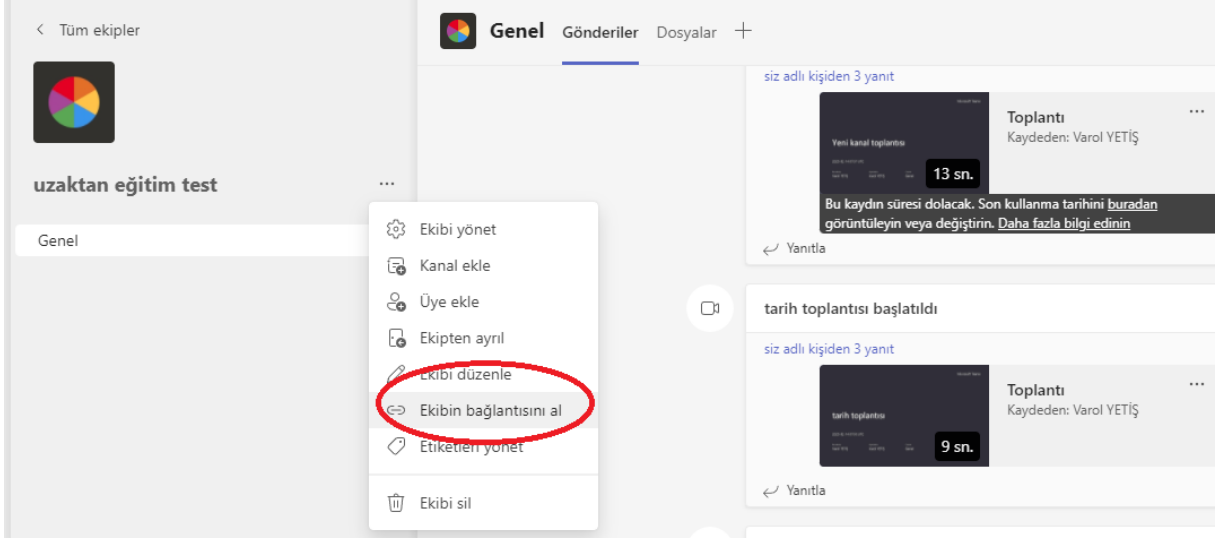 Tüm ekipler
uzaktan eğitim test
...
Genel
Ekibi yönet
Kanal ekle
Üye ekle
Ekipten ayrıl
Ekibi düzenle
Ekibin bağlantısını al
Etiketleri yönet
Ekibi sil
Genel Gönderiler Dosyalar +
siz adlı kişiden 3 yanıt
Yeni kanal toplantısı
13 sn.
Toplantı
...
Kaydeden: Varol YETİŞ
Bu kaydın süresi dolacak. Son kullanma tarihini buradan
görüntüleyin veya değiştirin. Daha fazla bilgi edinin
Yanıtla
tarih toplantısı başlatıldı
siz adlı kişiden 3 yanıt
tarih toplantısı
9 sn.
Toplantı
...
Kaydeden: Varol YETİŞ
Yanıtla